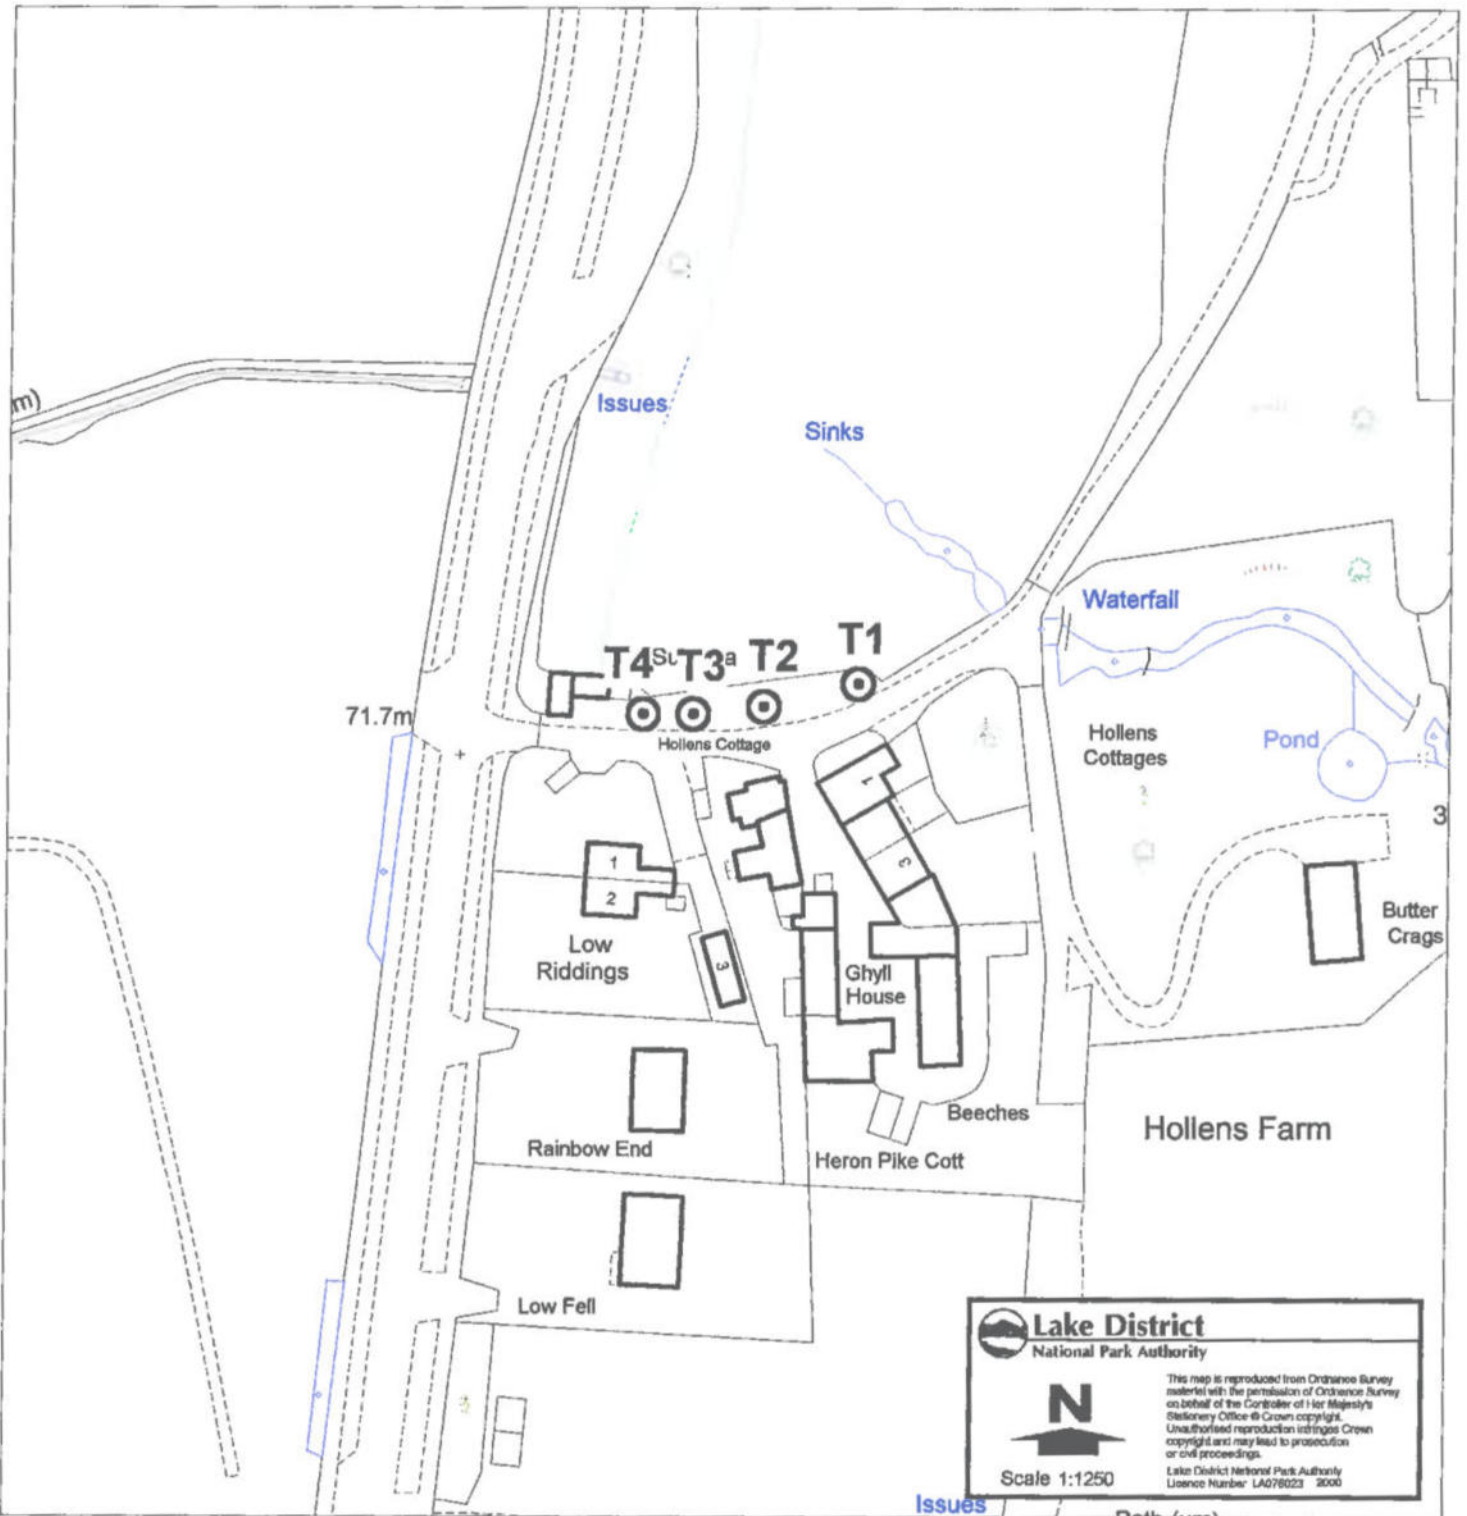 m)
Issues
Sinks
Waterfall
T4
T3
T2
T1
71.7m
Hollens Cottage
Hollens
Cottages
Pond
3
1
3
1
2
Low
Riddings
3
Ghyll
House
Butter
Crags
Beeches
Hollens Farm
Rainbow End
Heron Pike Cott
Low Fell
Lake District
National Park Authority
N
Scale 1:1250
This map is reproduced from Ordnance Survey
material with the permission of Ordnance Survey
on behalf of the Controller of Her Majesty's
Stationery Office © Crown copyright.
Unauthorised reproduction infringes Crown
copyright and may lead to prosecution
or civil proceedings.
Lake District National Park Authority
Licence Number LA076023 2000
Issues